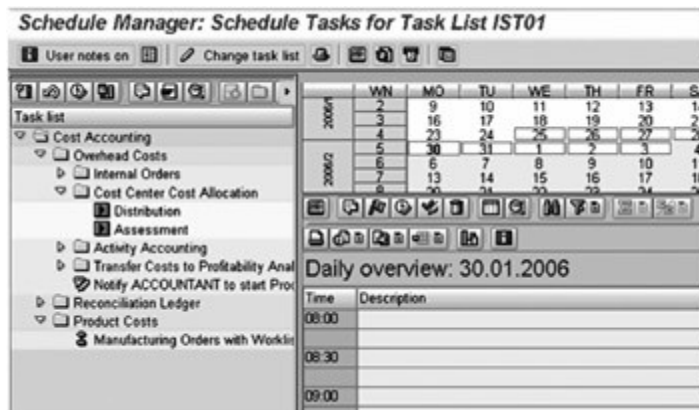 Schedule Manager: Schedule Tasks for Task List IST01
User notes on Change task list
Task list
Cost Accounting
Overhead Costs
Internal Orders
Cost Center Cost Allocation
Distribution
Assessment
Activity Accounting
Transfer Costs to Profitability Anal
Notify ACCOUNTANT to start Proc
Reconciliation Ledger
Product Costs
Manufacturing Orders with Worklis
WN MO TU WE TH FR
2006/1
2 9 10 11 12 13
3 16 17 18 19 20
4 23 24 25 26 27
2006/2
5 30 31 1 2 3
6 6 7 8 9 10
7 13 14 15 16 17
Daily overview: 30.01.2006
Time Description
08:00
08:30
09:00